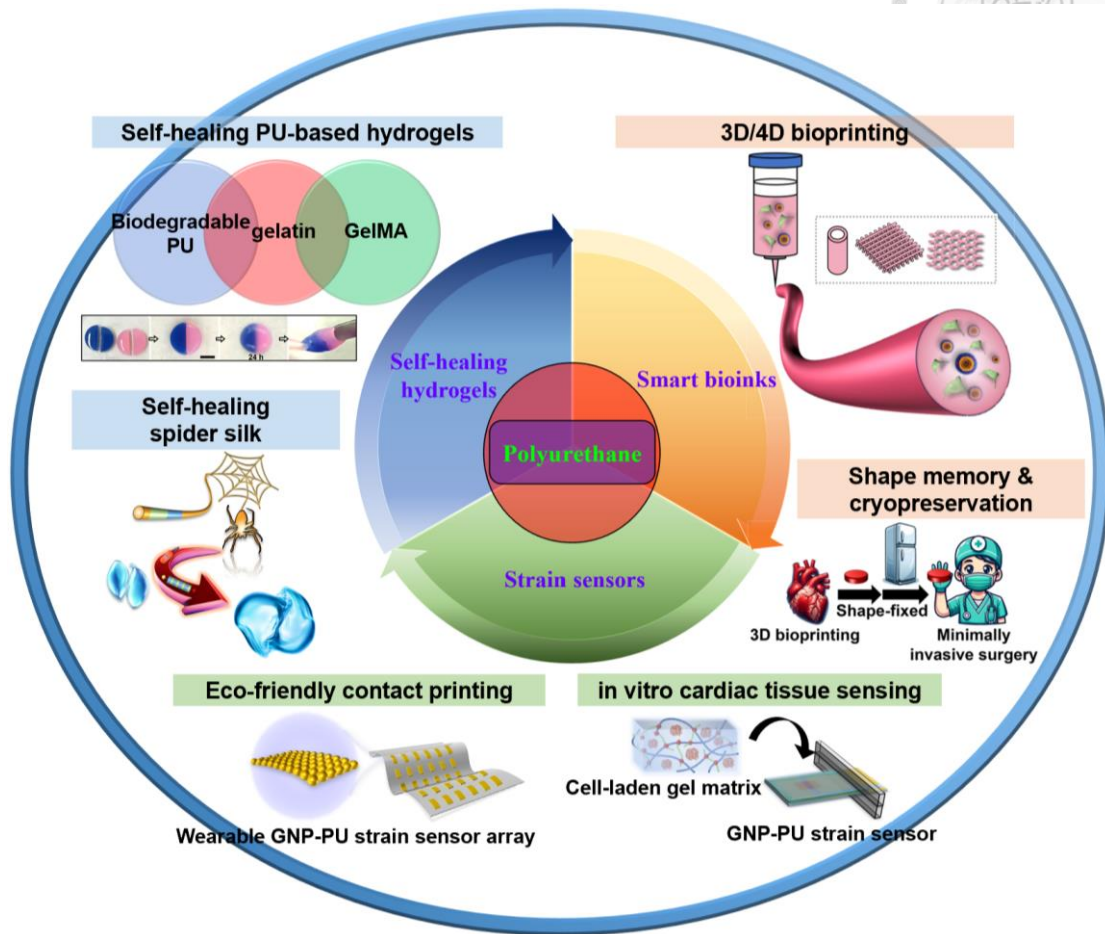 Self-healing PU-based hydrogels
Biodegradable
PU
gelatin
GelMA
24 h
Self-healing
spider silk
3D/4D bioprinting
Self-healing
hydrogels
Smart bioinks
Polyurethane
Strain sensors
Shape memory &
cryopreservation
Shape-fixed
3D bioprinting
Minimally
invasive surgery
Eco-friendly contact printing
Wearable GNP-PU strain sensor array
in vitro cardiac tissue sensing
Cell-laden gel matrix
GNP-PU strain sensor